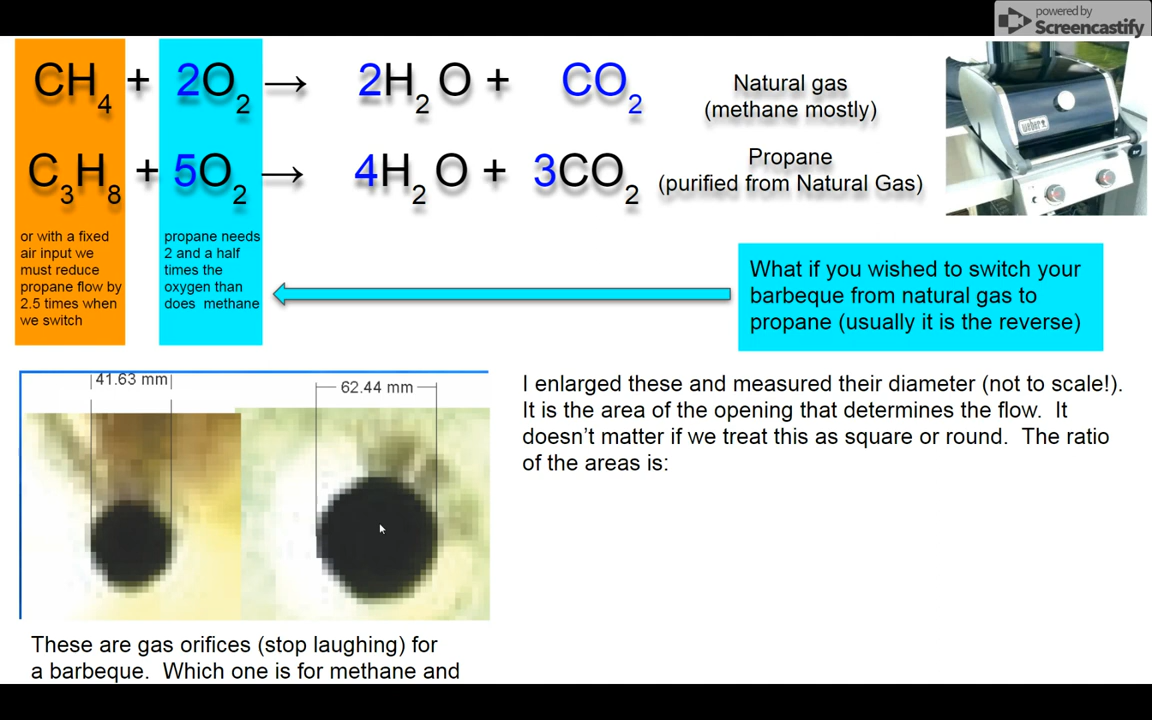 powered by
Screencastify
CH4 + 2O2 → 2H2O + CO2
Natural gas
(methane mostly)
C3H8 + 5O2 → 4H2O + 3CO2
Propane
(purified from Natural Gas)
weber
or with a fixed
air input we
must reduce
propane flow by
2.5 times when
we switch
propane needs
2 and a half
times the
oxygen than
does methane
What if you wished to switch your
barbeque from natural gas to
propane (usually it is the reverse)
41.63 mm
62.44 mm
I enlarged these and measured their diameter (not to scale!).
It is the area of the opening that determines the flow. It
doesn't matter if we treat this as square or round. The ratio
of the areas is:
These are gas orifices (stop laughing) for
a barbeque. Which one is for methane and